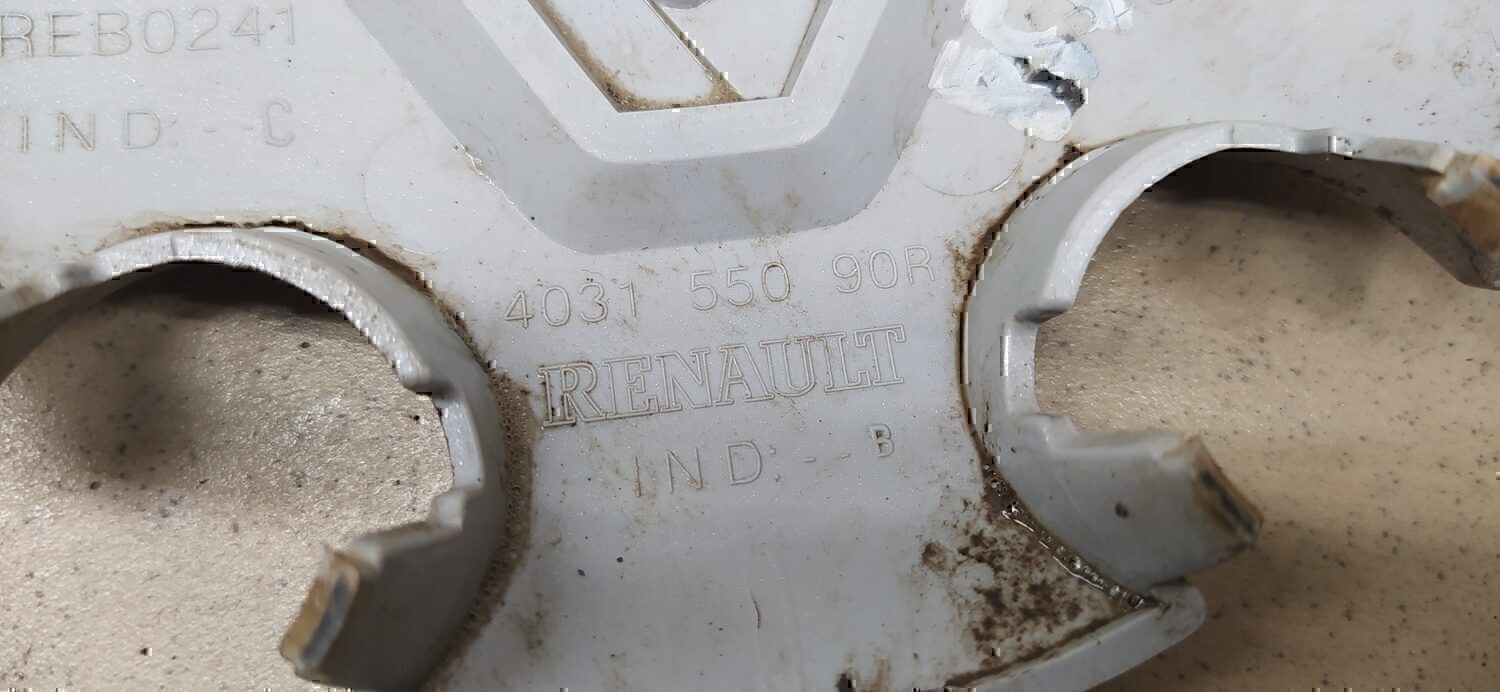 REB0241
IND:--C
4031 550 90R
RENAULT
IND:--B